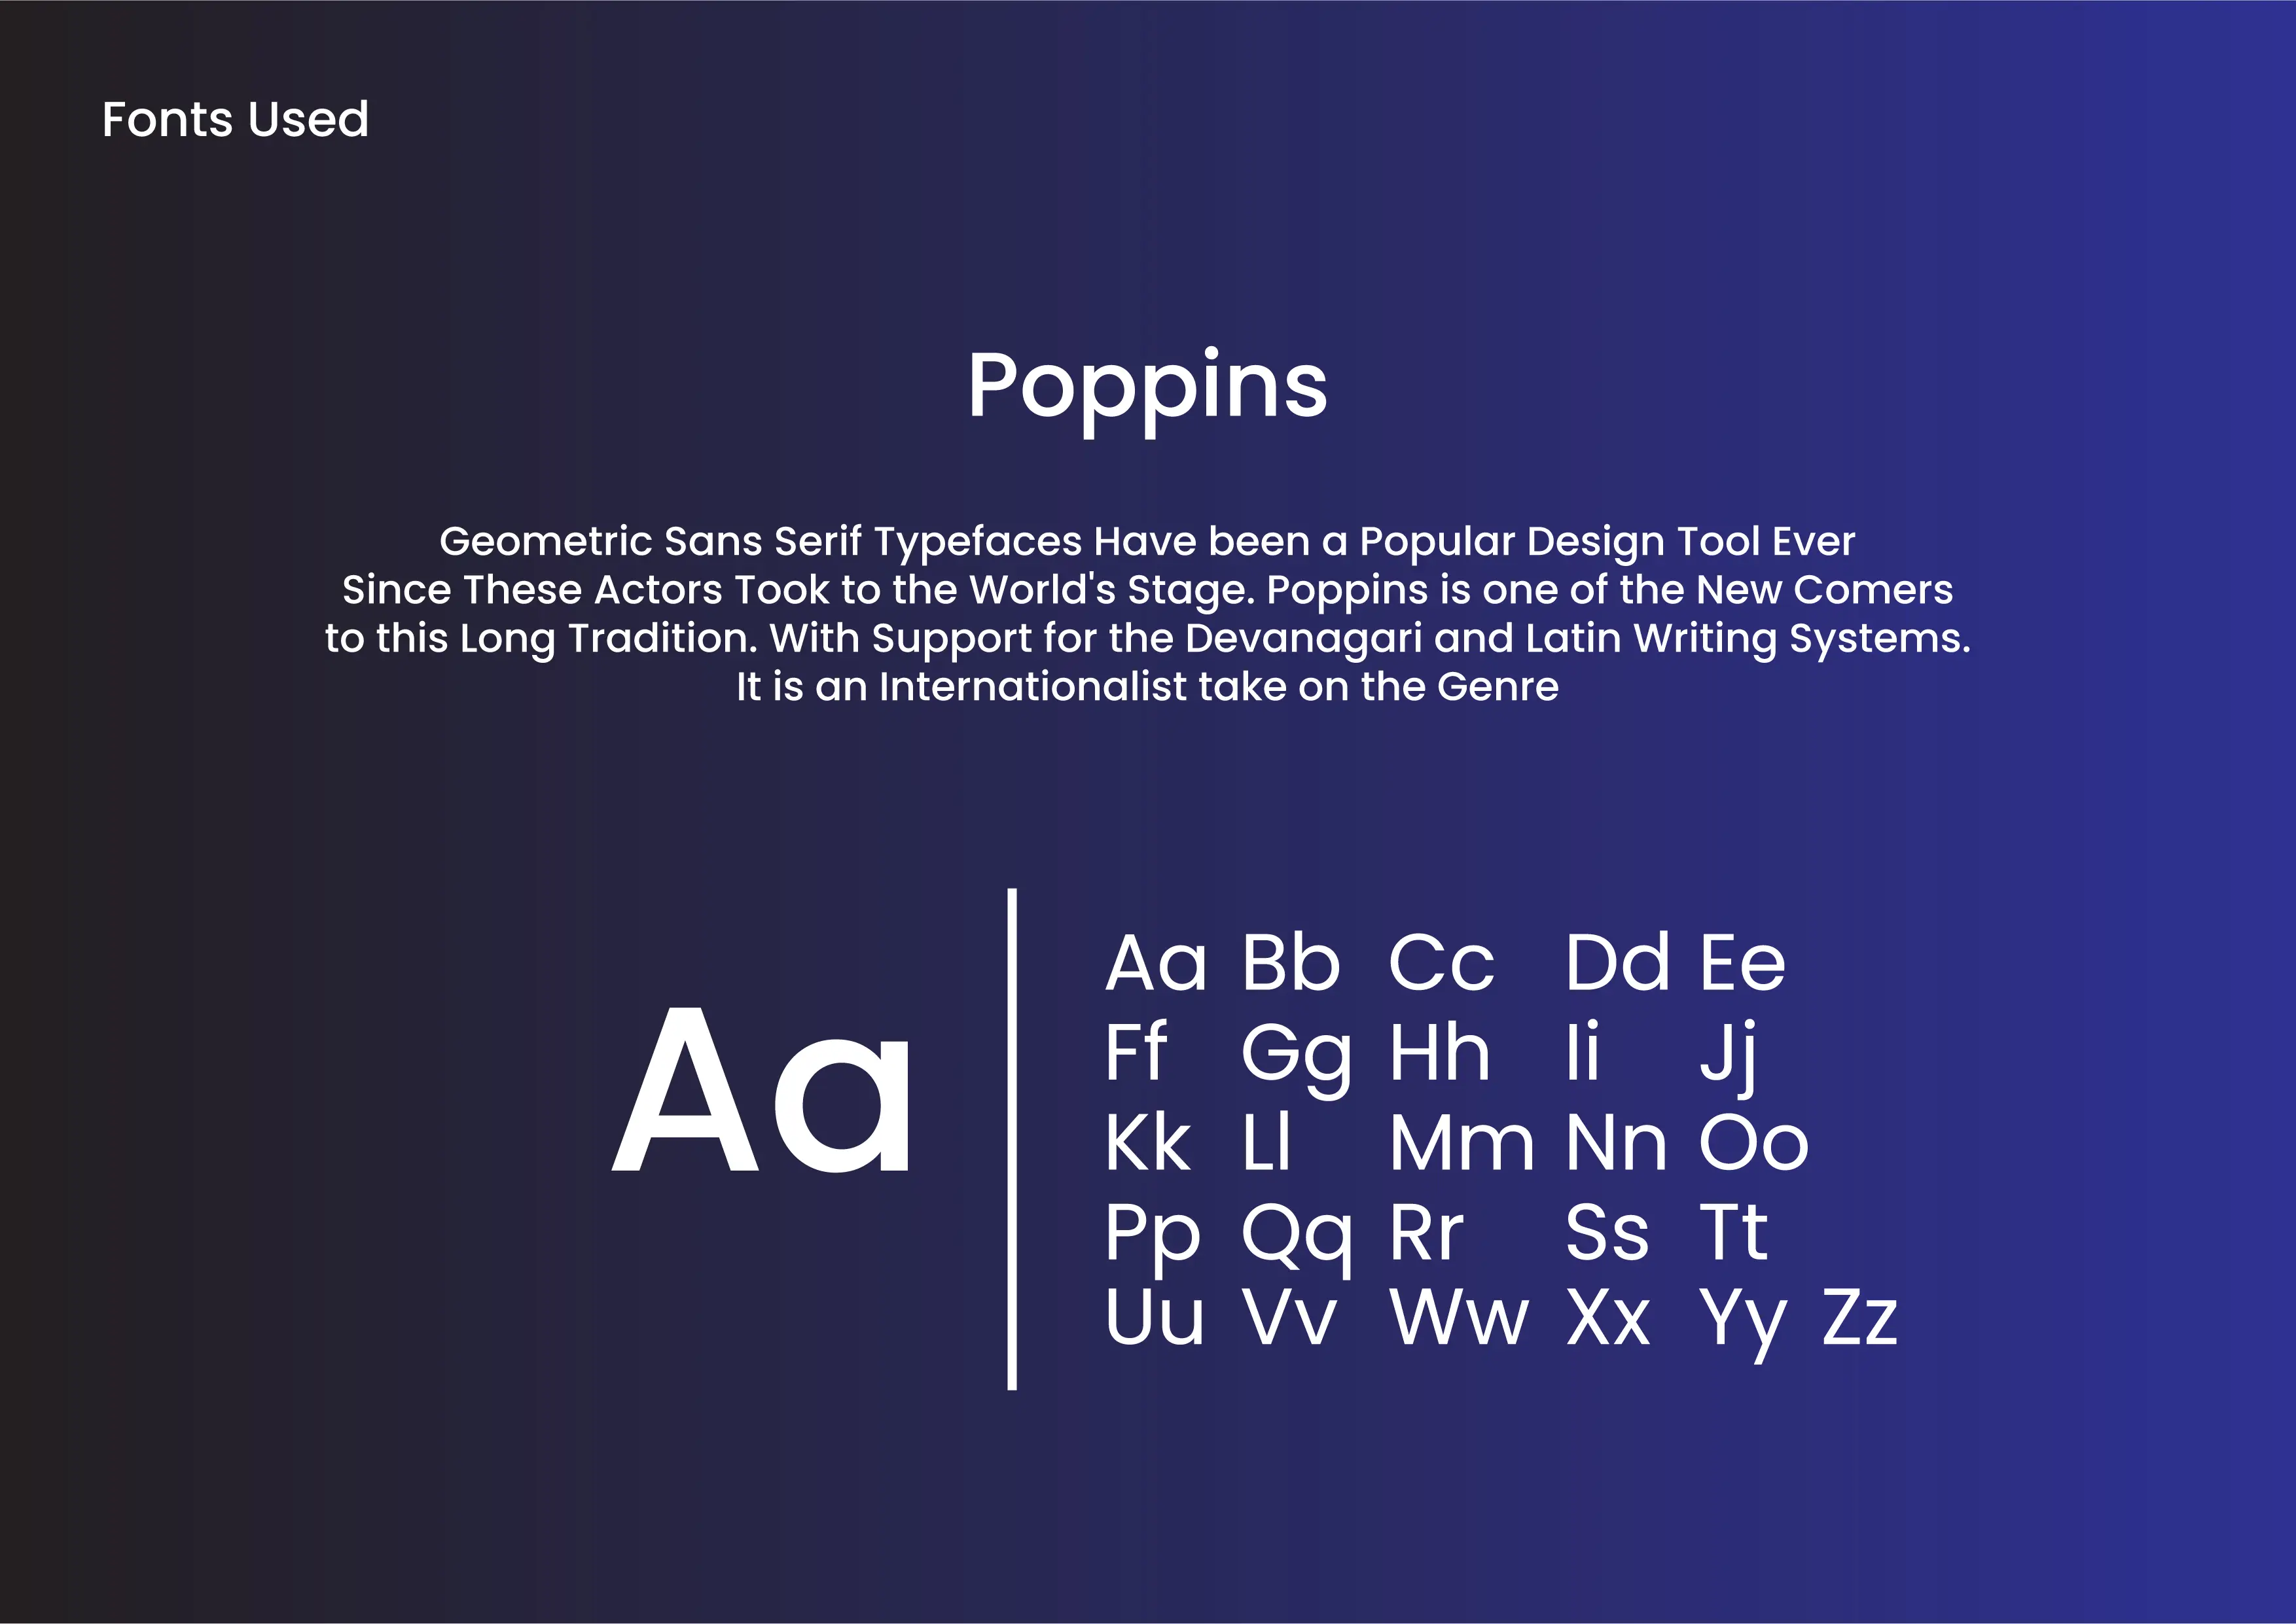 Fonts Used
Poppins
Geometric Sans Serif Typefaces Have been a Popular Design Tool Ever
Since These Actors Took to the World's Stage. Poppins is one of the New Comers
to this Long Tradition. With Support for the Devanagari and Latin Writing Systems.
It is an Internationalist take on the Genre
Aa
Aa Bb Cc Dd Ee
Ff Gg Hh Ii Jj
Kk Ll Mm Nn Oo
Pp Qq Rr Ss Tt
Uu Vv Ww Xx Yy Zz